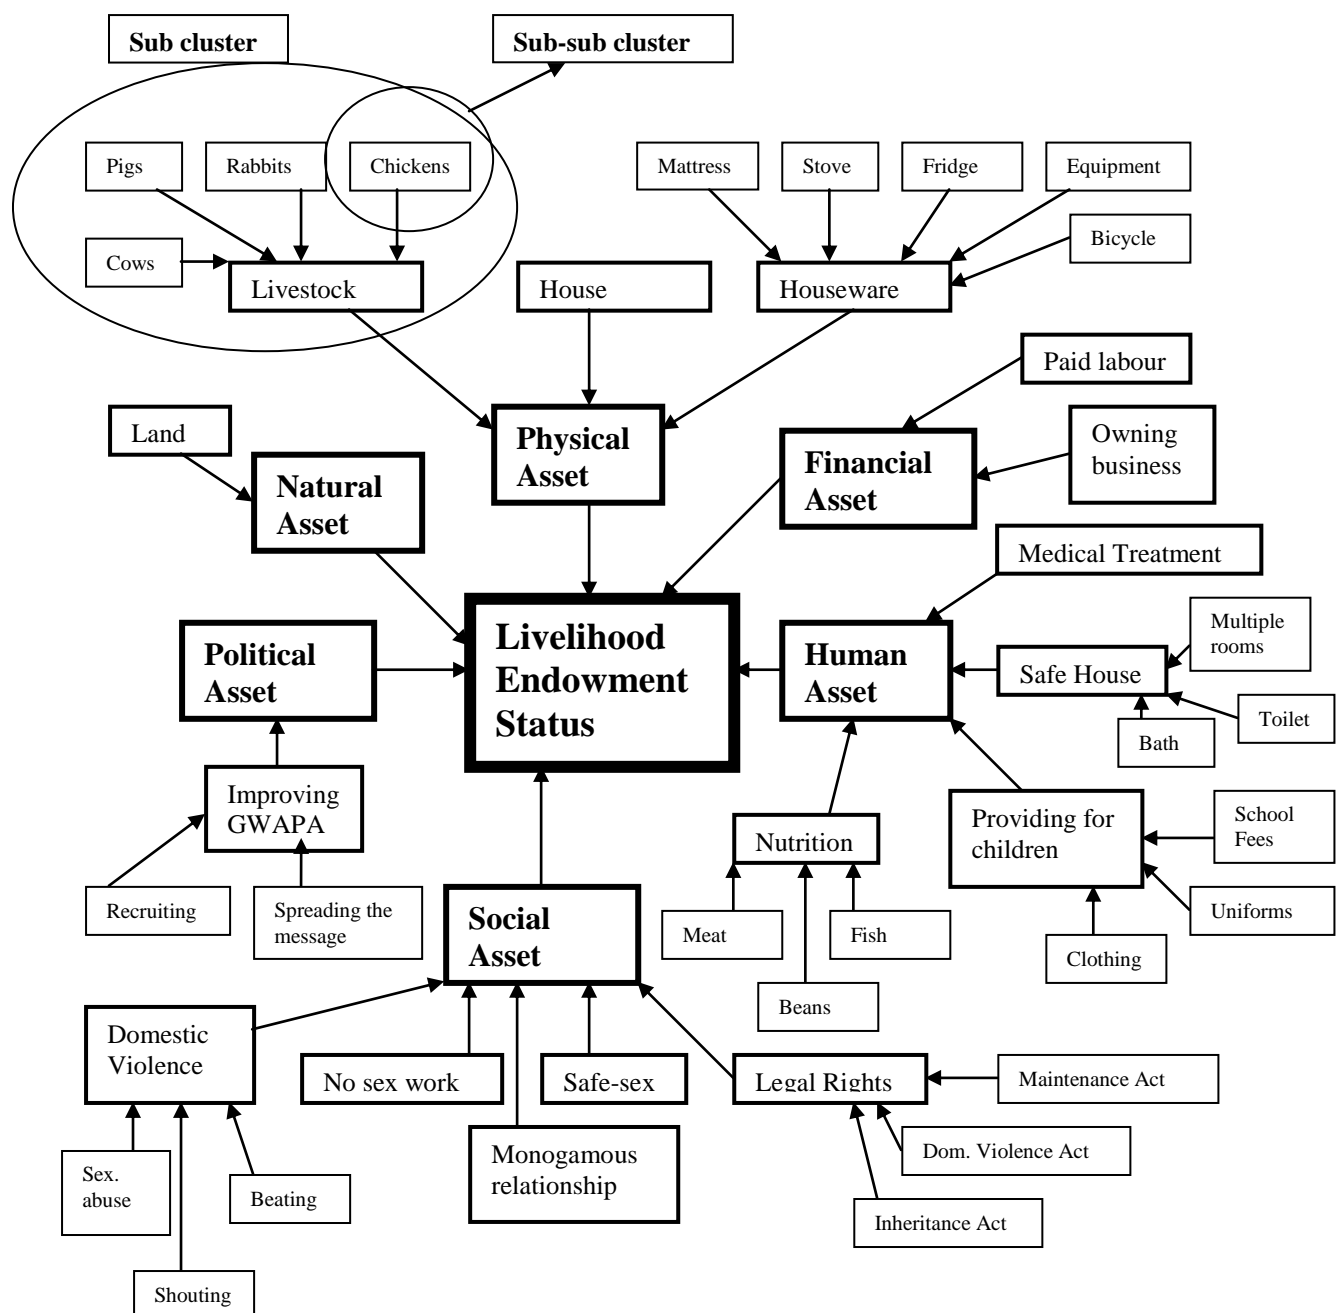 Sub cluster
Sub-sub cluster
Pigs
Rabbits
Chickens
Mattress
Stove
Fridge
Equipment
Cows
Bicycle
Livestock
House
Houseware
Paid labour
Land
Physical
Asset
Owning
business
Financial
Asset
Natural
Asset
Medical Treatment
Multiple
rooms
Livelihood
Endowment
Status
Political
Asset
Human
Asset
Safe House
Toilet
Bath
Improving
GWAPA
Nutrition
Providing for
children
School
Fees
Recruiting
Spreading the
message
Social
Asset
Meat
Fish
Uniforms
Clothing
Beans
Domestic
Violence
No sex work
Safe-sex
Legal Rights
Maintenance Act
Monogamous
relationship
Dom. Violence Act
Sex.
abuse
Beating
Inheritance Act
Shouting